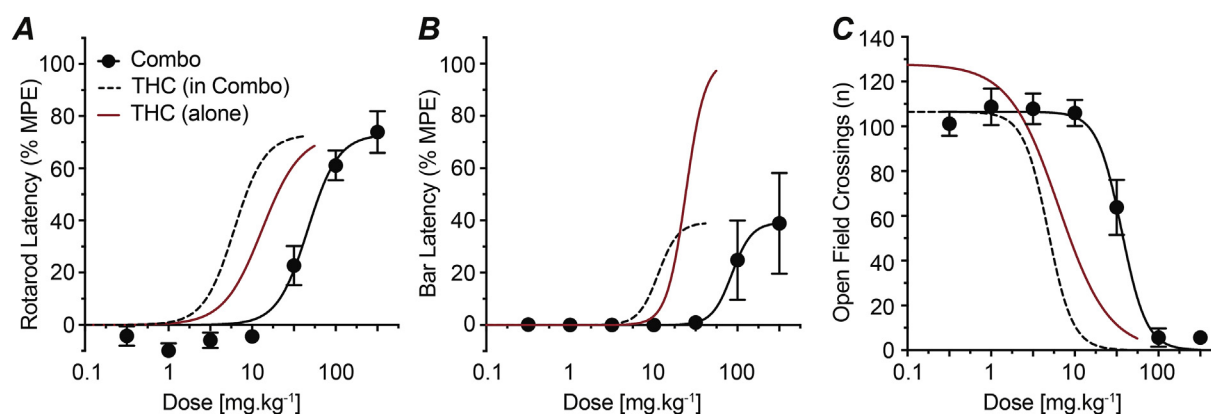 A
Rotarod Latency (% MPE)
100
80
60
40
20
0
Combo
THC (in Combo)
THC (alone)
0.1
1
10
100
Dose [mg.kg⁻¹]
B
Bar Latency (% MPE)
100
80
60
40
20
0
0.1
1
10
100
Dose [mg.kg⁻¹]
C
Open Field Crossings (n)
140
120
100
80
60
40
20
0
0.1
1
10
100
Dose [mg.kg⁻¹]